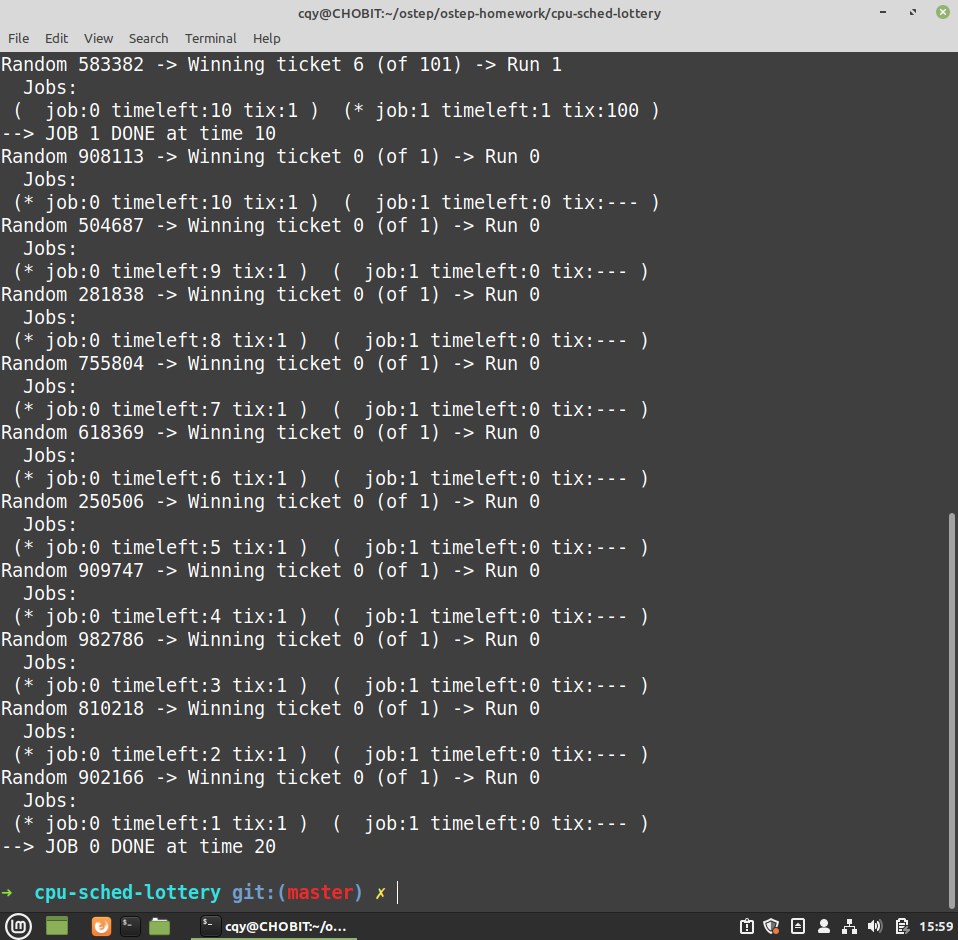 cqy@CHOBIT:~/ostep/ostep-homework/cpu-sched-lottery
File Edit View Search Terminal Help
Random 583382 -> Winning ticket 6 (of 101) -> Run 1
  Jobs:
 (  job:0 timeleft:10 tix:1 )  (* job:1 timeleft:1 tix:100 )
--> JOB 1 DONE at time 10
Random 908113 -> Winning ticket 0 (of 1) -> Run 0
  Jobs:
 (* job:0 timeleft:10 tix:1 )  (  job:1 timeleft:0 tix:--- )
Random 504687 -> Winning ticket 0 (of 1) -> Run 0
  Jobs:
 (* job:0 timeleft:9 tix:1 )  (  job:1 timeleft:0 tix:--- )
Random 281838 -> Winning ticket 0 (of 1) -> Run 0
  Jobs:
 (* job:0 timeleft:8 tix:1 )  (  job:1 timeleft:0 tix:--- )
Random 755804 -> Winning ticket 0 (of 1) -> Run 0
  Jobs:
 (* job:0 timeleft:7 tix:1 )  (  job:1 timeleft:0 tix:--- )
Random 618369 -> Winning ticket 0 (of 1) -> Run 0
  Jobs:
 (* job:0 timeleft:6 tix:1 )  (  job:1 timeleft:0 tix:--- )
Random 250506 -> Winning ticket 0 (of 1) -> Run 0
  Jobs:
 (* job:0 timeleft:5 tix:1 )  (  job:1 timeleft:0 tix:--- )
Random 909747 -> Winning ticket 0 (of 1) -> Run 0
  Jobs:
 (* job:0 timeleft:4 tix:1 )  (  job:1 timeleft:0 tix:--- )
Random 982786 -> Winning ticket 0 (of 1) -> Run 0
  Jobs:
 (* job:0 timeleft:3 tix:1 )  (  job:1 timeleft:0 tix:--- )
Random 810218 -> Winning ticket 0 (of 1) -> Run 0
  Jobs:
 (* job:0 timeleft:2 tix:1 )  (  job:1 timeleft:0 tix:--- )
Random 902166 -> Winning ticket 0 (of 1) -> Run 0
  Jobs:
 (* job:0 timeleft:1 tix:1 )  (  job:1 timeleft:0 tix:--- )
--> JOB 0 DONE at time 20
➜  cpu-sched-lottery git:(master) ✗
cqy@CHOBIT:~/o... 15:59